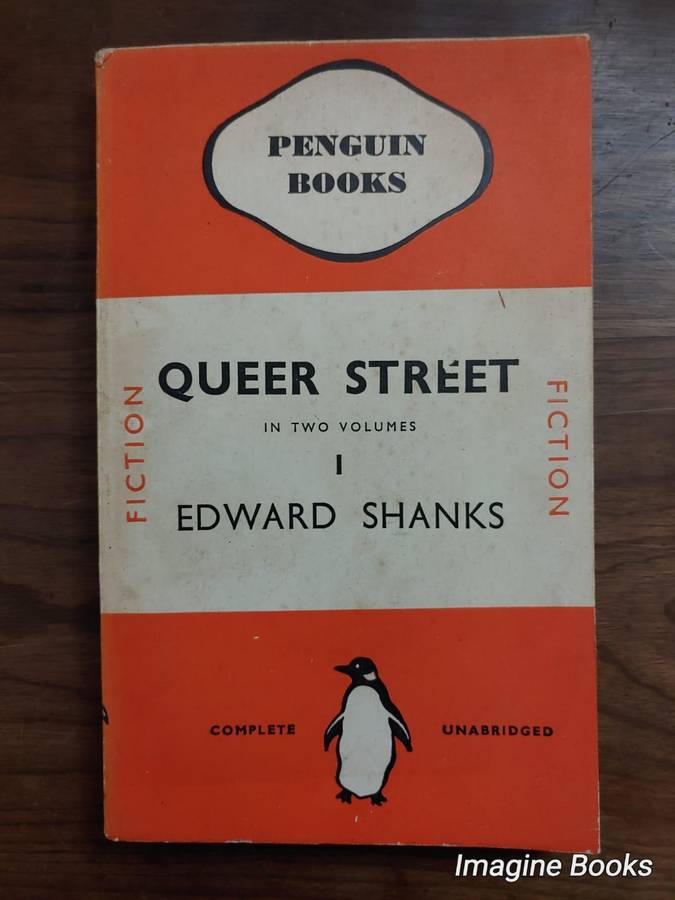 PENGUIN
BOOKS
QUEER STREET
IN TWO VOLUMES
I
EDWARD SHANKS
FICTION
FICTION
COMPLETE
UNABRIDGED
Imagine Books